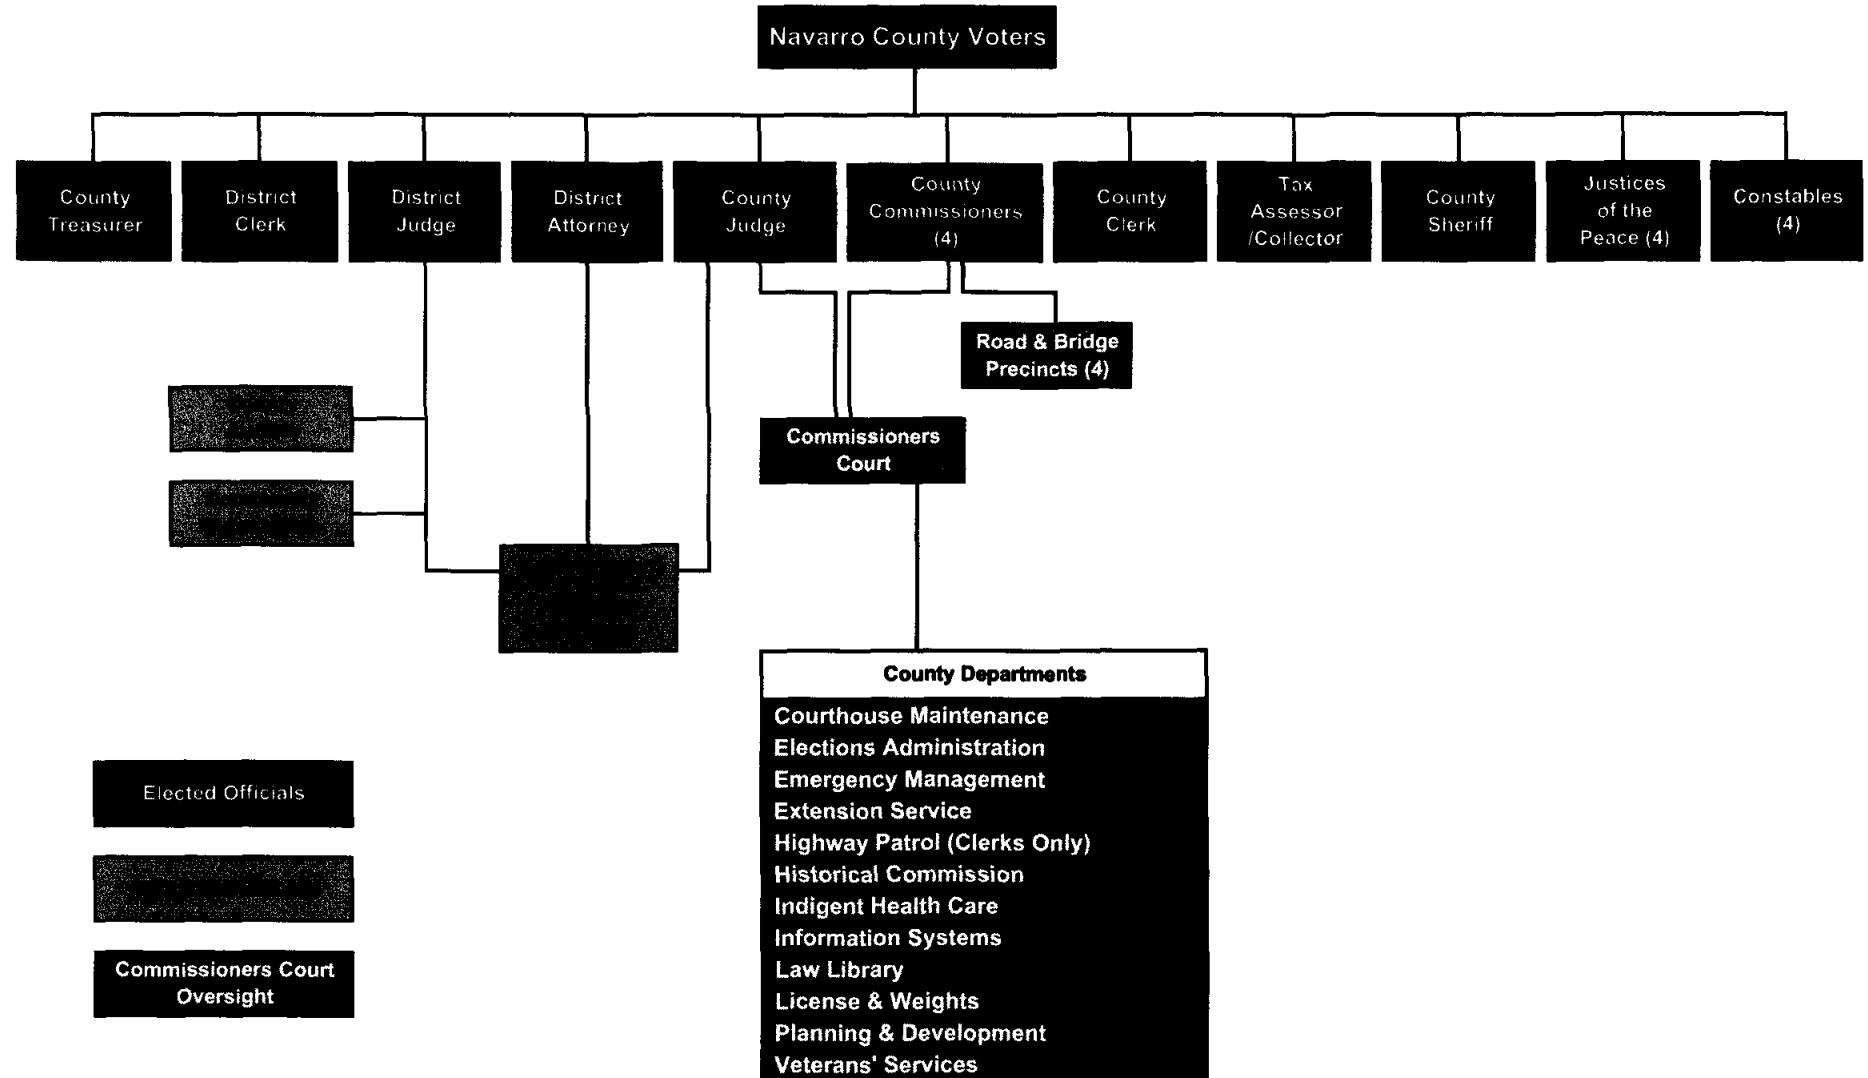 Navarro County Voters
County
Treasurer
District
Clerk
District
Judge
District
Attorney
County
Judge
County
Commissioners
(4)
County
Clerk
Tax
Assessor
/Collector
County
Sheriff
Justices
of the
Peace (4)
Constables
(4)
Road & Bridge
Precincts (4)
Commissioners
Court
County Departments
Courthouse Maintenance
Elections Administration
Emergency Management
Extension Service
Highway Patrol (Clerks Only)
Historical Commission
Indigent Health Care
Information Systems
Law Library
License & Weights
Planning & Development
Veterans' Services
Elected Officials
Commissioners Court
Oversight